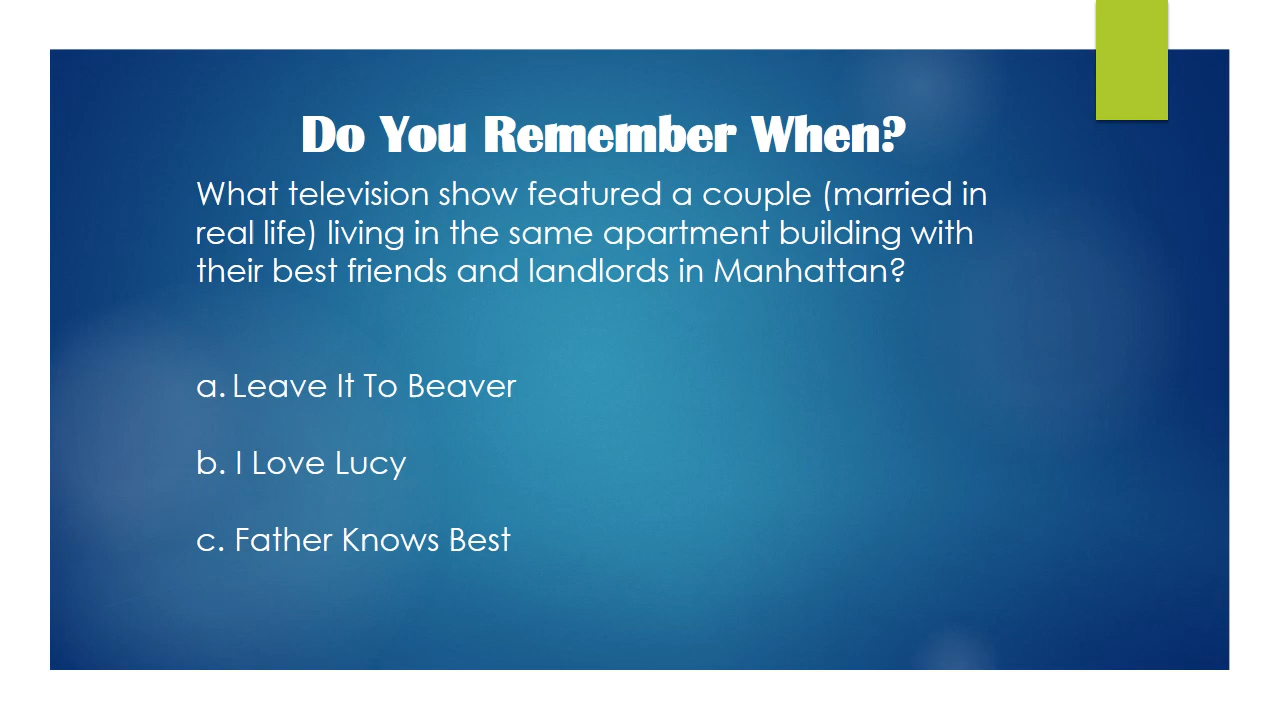 Do You Remember When?
What television show featured a couple (married in
real life) living in the same apartment building with
their best friends and landlords in Manhattan?
a. Leave It To Beaver
b. I Love Lucy
c. Father Knows Best